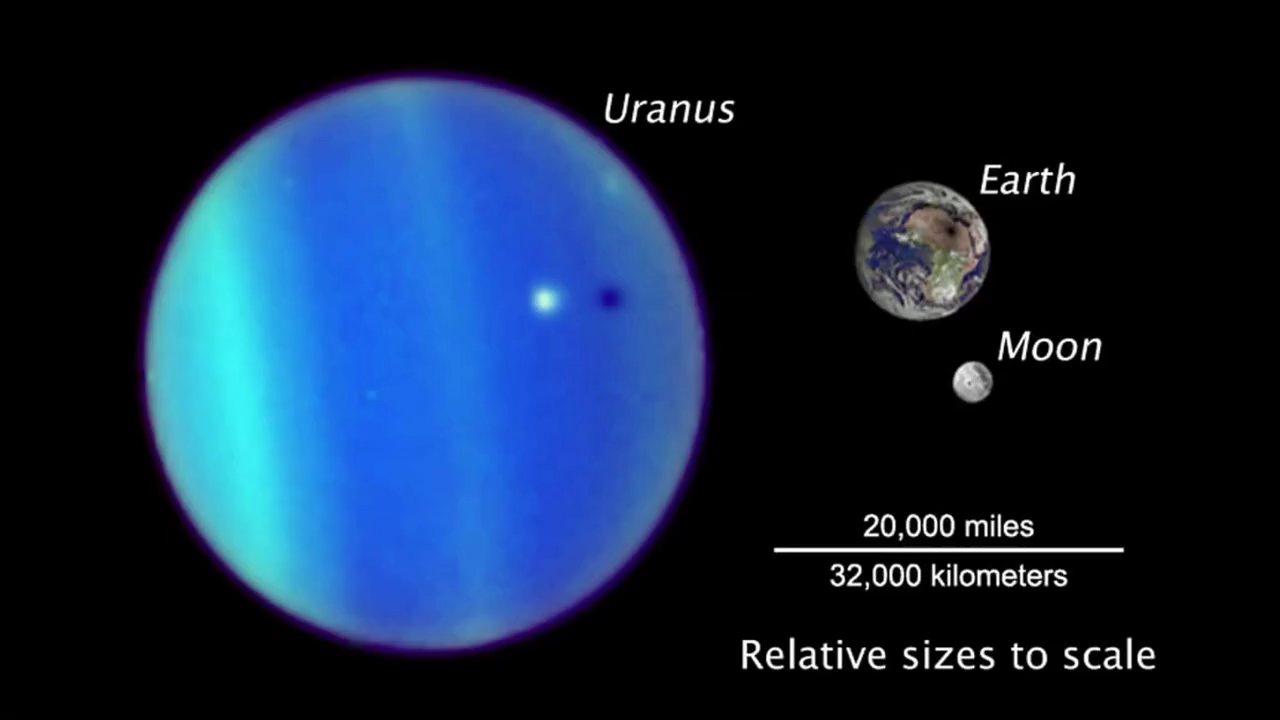 Uranus
Earth
Moon
20,000 miles
32,000 kilometers
Relative sizes to scale